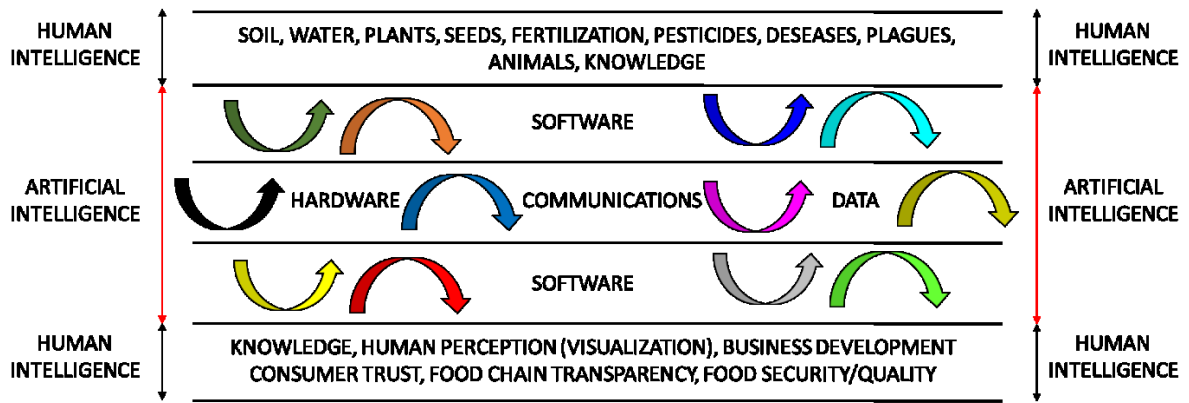 HUMAN
INTELLIGENCE
SOIL, WATER, PLANTS, SEEDS, FERTILIZATION, PESTICIDES, DESEASES, PLAGUES,
ANIMALS, KNOWLEDGE
HUMAN
INTELLIGENCE
SOFTWARE
ARTIFICIAL
INTELLIGENCE
HARDWARE
COMMUNICATIONS
DATA
ARTIFICIAL
INTELLIGENCE
SOFTWARE
HUMAN
INTELLIGENCE
KNOWLEDGE, HUMAN PERCEPTION (VISUALIZATION), BUSINESS DEVELOPMENT
CONSUMER TRUST, FOOD CHAIN TRANSPARENCY, FOOD SECURITY/QUALITY
HUMAN
INTELLIGENCE